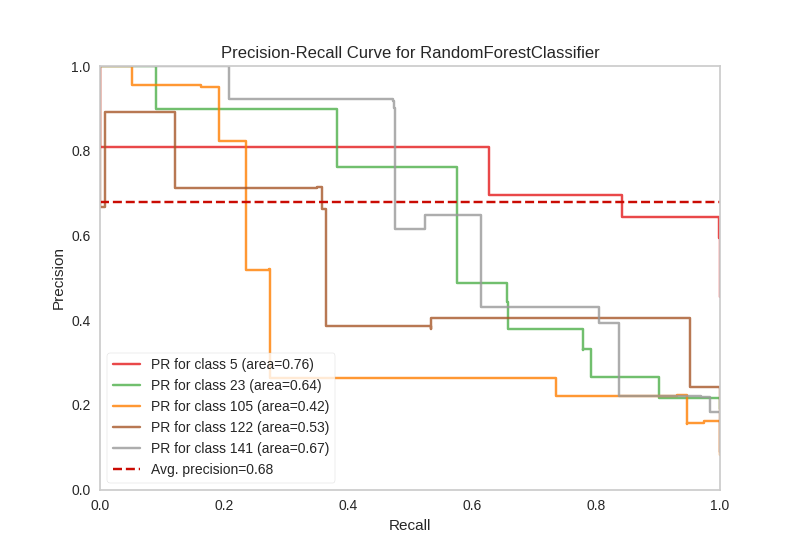 Precision-Recall Curve for RandomForestClassifier
1.0
0.8
0.6
0.4
0.2
0.0
Precision
PR for class 5 (area=0.76)
PR for class 23 (area=0.64)
PR for class 105 (area=0.42)
PR for class 122 (area=0.53)
PR for class 141 (area=0.67)
Avg. precision=0.68
0.0 0.2 0.4 0.6 0.8 1.0
Recall